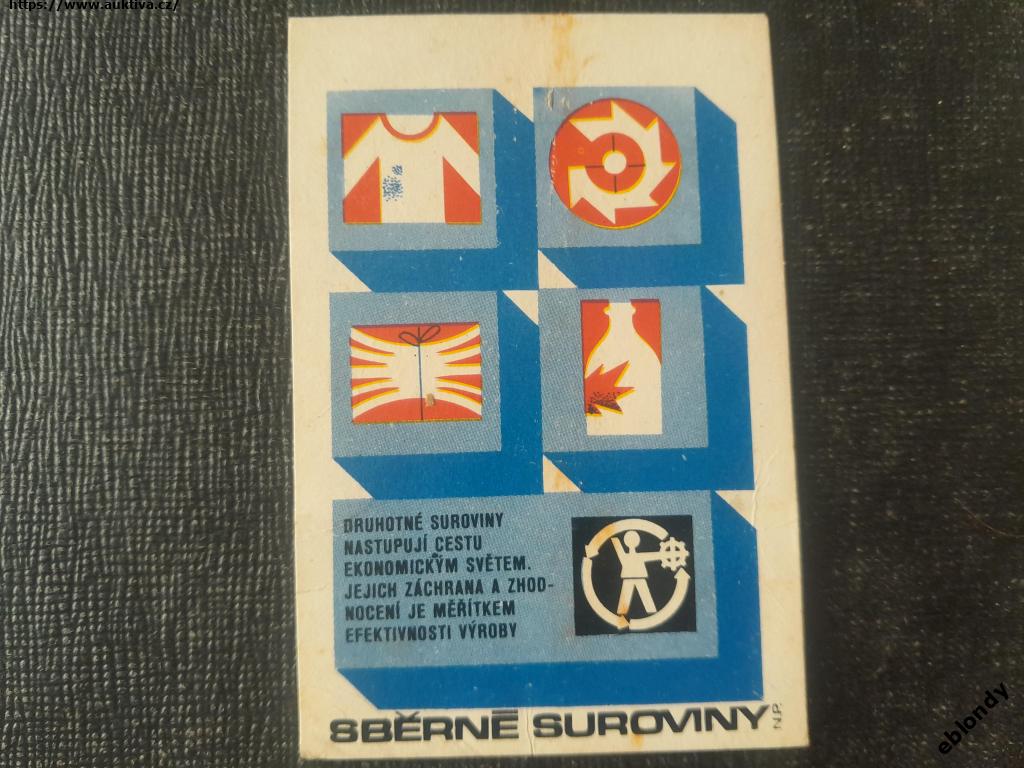 https://www.auktiva.cz/
DRUHOTNÉ SUROVINY
NASTUPUJÍ CESTU
EKONOMICKÝM SVĚTEM.
JEJICH ZÁCHRANA A ZHOD-
NOCENÍ JE MĚŘÍTKEM
EFEKTIVNOSTI VÝROBY
SBĚRNÉ SUROVINY N.P.
eblondy